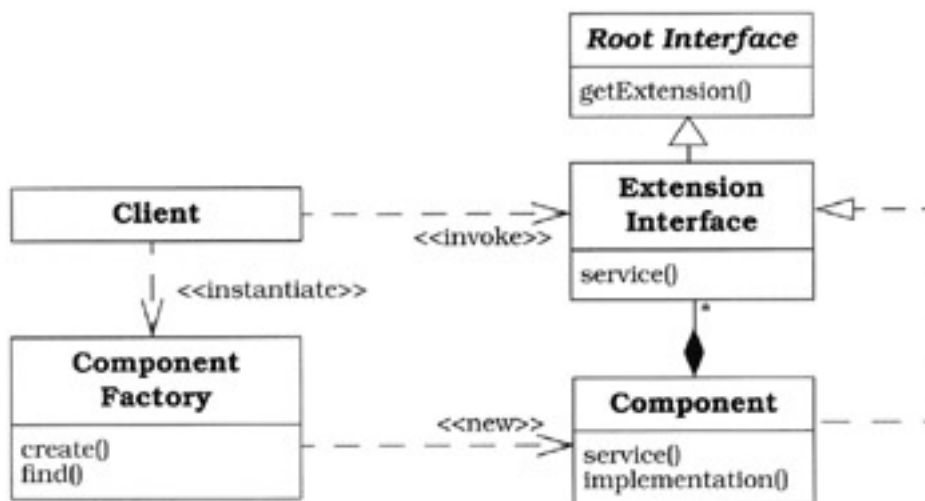 Root Interface
getExtension()
Client
<<invoke>>
Extension
Interface
service()
*
<<instantiate>>
Component
Factory
create()
find()
<<new>>
Component
service()
implementation()